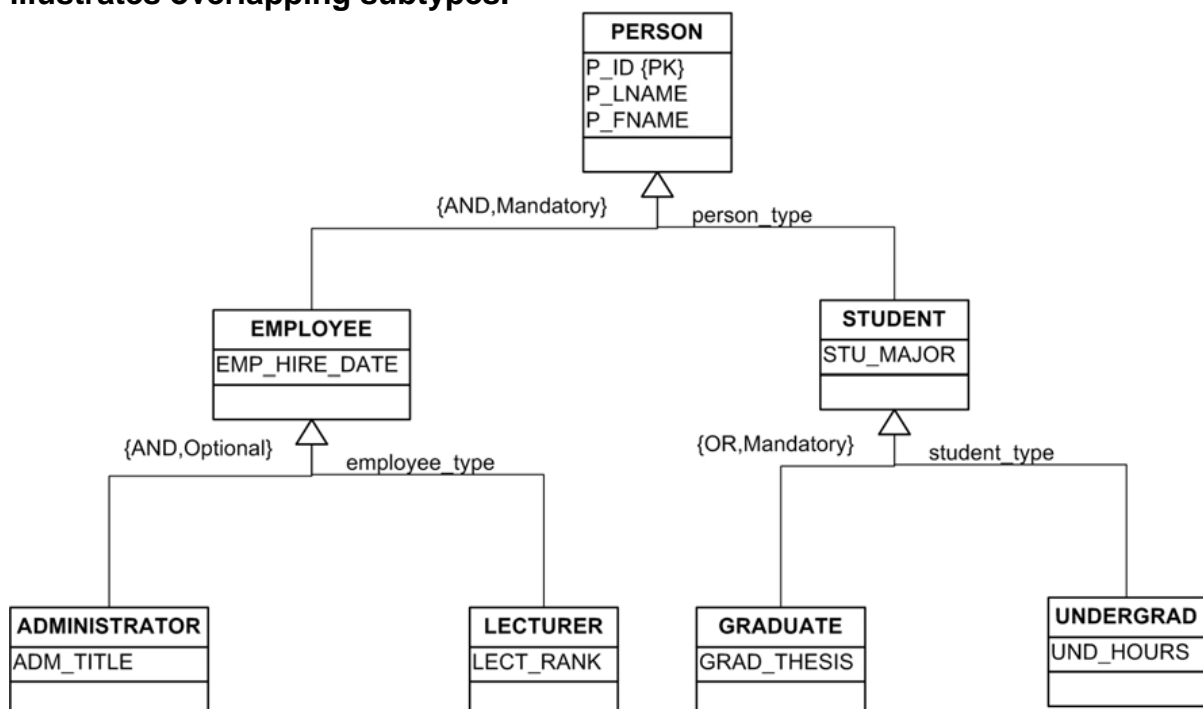 illustrates overlapping subtypes.
PERSON
P_ID {PK}
P_LNAME
P_FNAME
{AND,Mandatory}
person_type
EMPLOYEE
EMP_HIRE_DATE
STUDENT
STU_MAJOR
{AND,Optional}
employee_type
{OR,Mandatory}
student_type
ADMINISTRATOR
ADM_TITLE
LECTURER
LECT_RANK
GRADUATE
GRAD_THESIS
UNDERGRAD
UND_HOURS